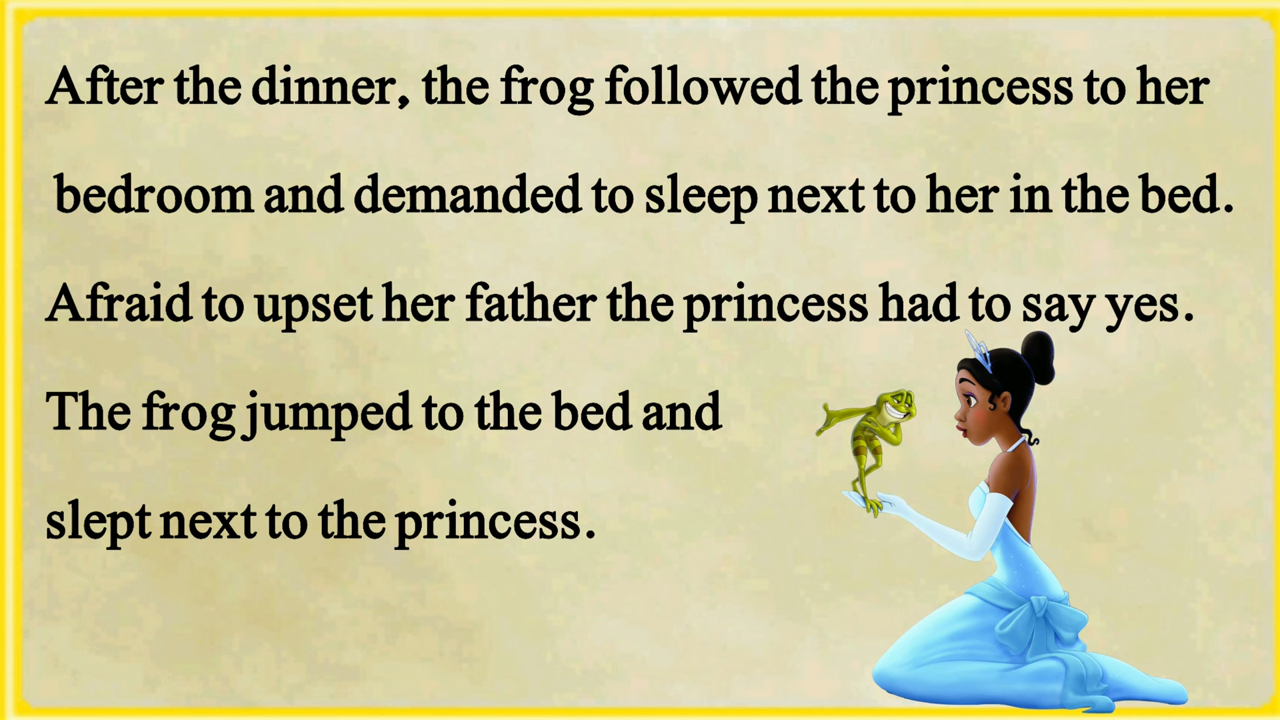 After the dinner, the frog followed the princess to her
bedroom and demanded to sleep next to her in the bed.
Afraid to upset her father the princess had to say yes.
The frog jumped to the bed and
slept next to the princess.